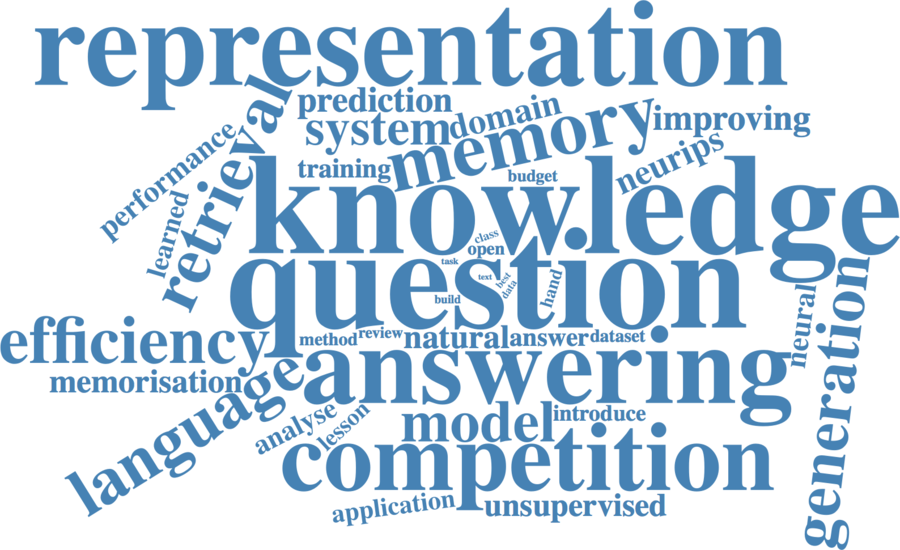 representation
prediction
domain
system
memory
improving
retrieval
performance
training
budget
neurips
knowledge
learned
class
open
task
text
best
data
hand
build
question
generation
neural
efficiency
method
review
natural
answer
dataset
memorisation
language
answering
analyse
lesson
model
introduce
competition
application
unsupervised